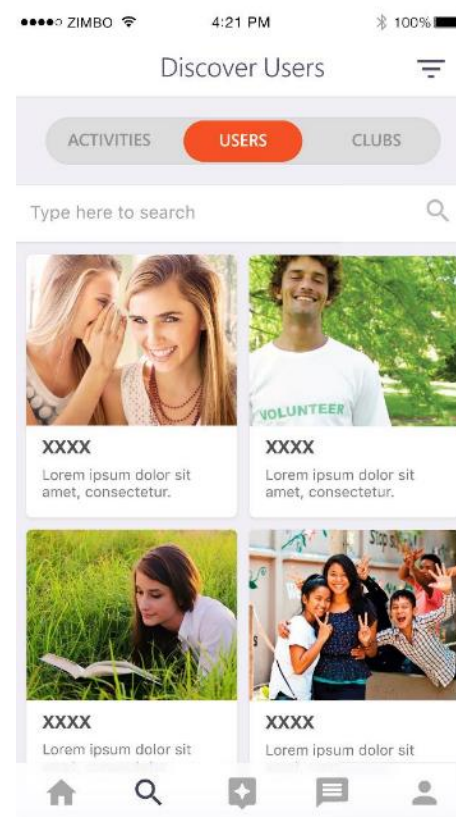 ZIMBO 4:21 PM 100%
Discover Users
ACTIVITIES USERS CLUBS
Type here to search
VOLUNTEER
XXXX XXXX
Lorem ipsum dolor sit Lorem ipsum dolor sit
amet, consectetur. amet, consectetur.
Stop
XXXX XXXX
Lorem ipsum dolor sit Lorem ipsum dolor sit